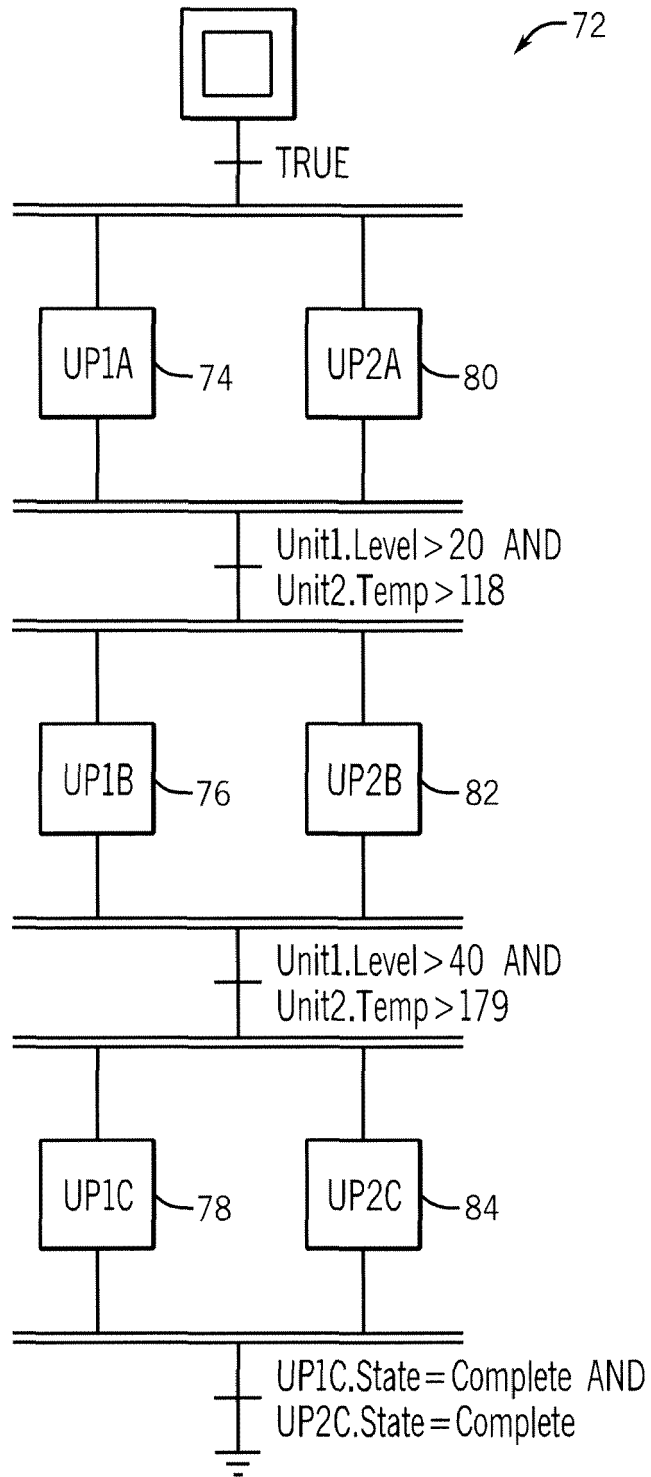 72
TRUE
UP1A 74 UP2A 80
Unit1.Level>20 AND
Unit2.Temp>118
UP1B 76 UP2B 82
Unit1.Level>40 AND
Unit2.Temp>179
UP1C 78 UP2C 84
UP1C.State=Complete AND
UP2C.State=Complete